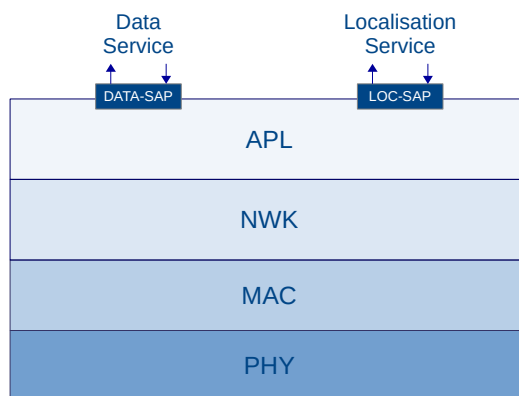 Data
Service
Localisation
Service
DATA-SAP
LOC-SAP
APL
NWK
MAC
PHY